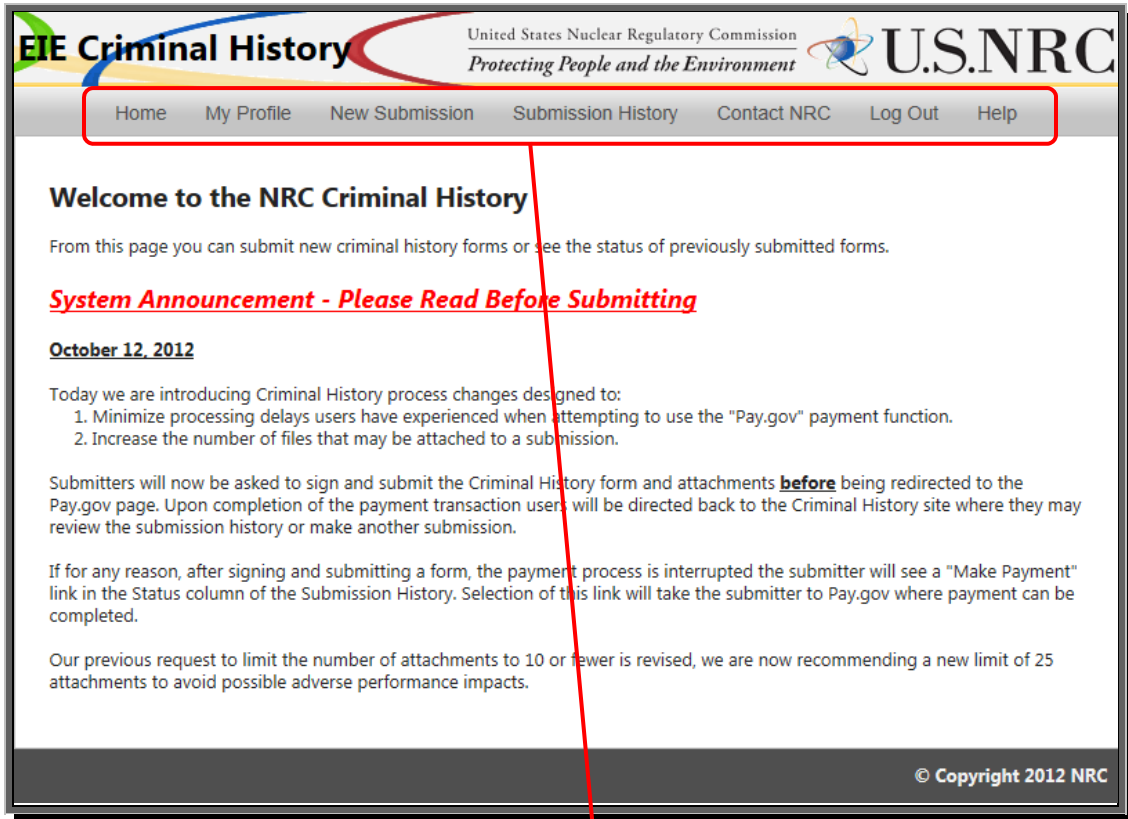 EIE Criminal History
United States Nuclear Regulatory Commission
Protecting People and the Environment
U.S.NRC
Home My Profile New Submission Submission History Contact NRC Log Out Help
Welcome to the NRC Criminal History
From this page you can submit new criminal history forms or see the status of previously submitted forms.
System Announcement - Please Read Before Submitting
October 12, 2012
Today we are introducing Criminal History process changes designed to:
1. Minimize processing delays users have experienced when attempting to use the "Pay.gov" payment function.
2. Increase the number of files that may be attached to a submission.
Submitters will now be asked to sign and submit the Criminal History form and attachments before being redirected to the
Pay.gov page. Upon completion of the payment transaction users will be directed back to the Criminal History site where they may
review the submission history or make another submission.
If for any reason, after signing and submitting a form, the payment process is interrupted the submitter will see a "Make Payment"
link in the Status column of the Submission History. Selection of this link will take the submitter to Pay.gov where payment can be
completed.
Our previous request to limit the number of attachments to 10 or fewer is revised, we are now recommending a new limit of 25
attachments to avoid possible adverse performance impacts.
© Copyright 2012 NRC